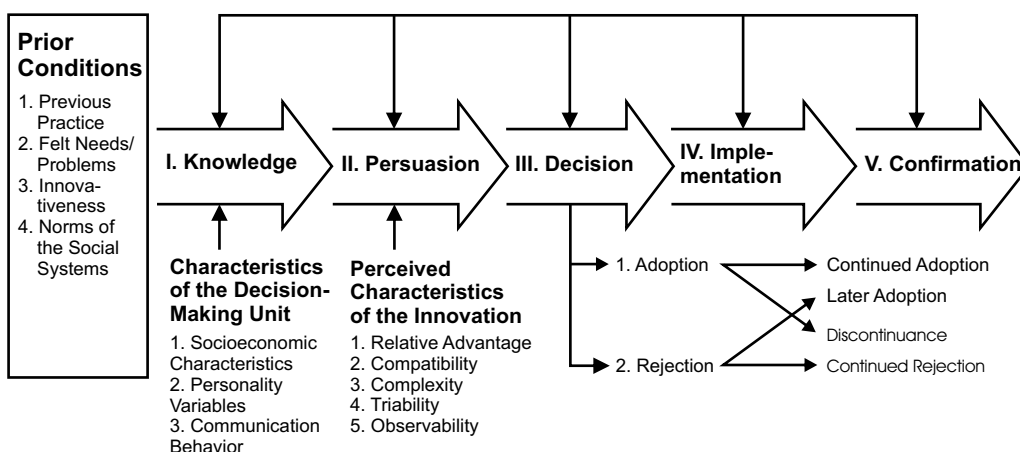 Prior
Conditions
1. Previous
Practice
2. Felt Needs/
Problems
3. Innova-
tiveness
4. Norms of
the Social
Systems
I. Knowledge
II. Persuasion
III. Decision
IV. Imple-
mentation
V. Confirmation
Characteristics
of the Decision-
Making Unit
1. Socioeconomic
Characteristics
2. Personality
Variables
3. Communication
Behavior
Perceived
Characteristics
of the Innovation
1. Relative Advantage
2. Compatibility
3. Complexity
4. Triability
5. Observability
1. Adoption
2. Rejection
Continued Adoption
Later Adoption
Discontinuance
Continued Rejection